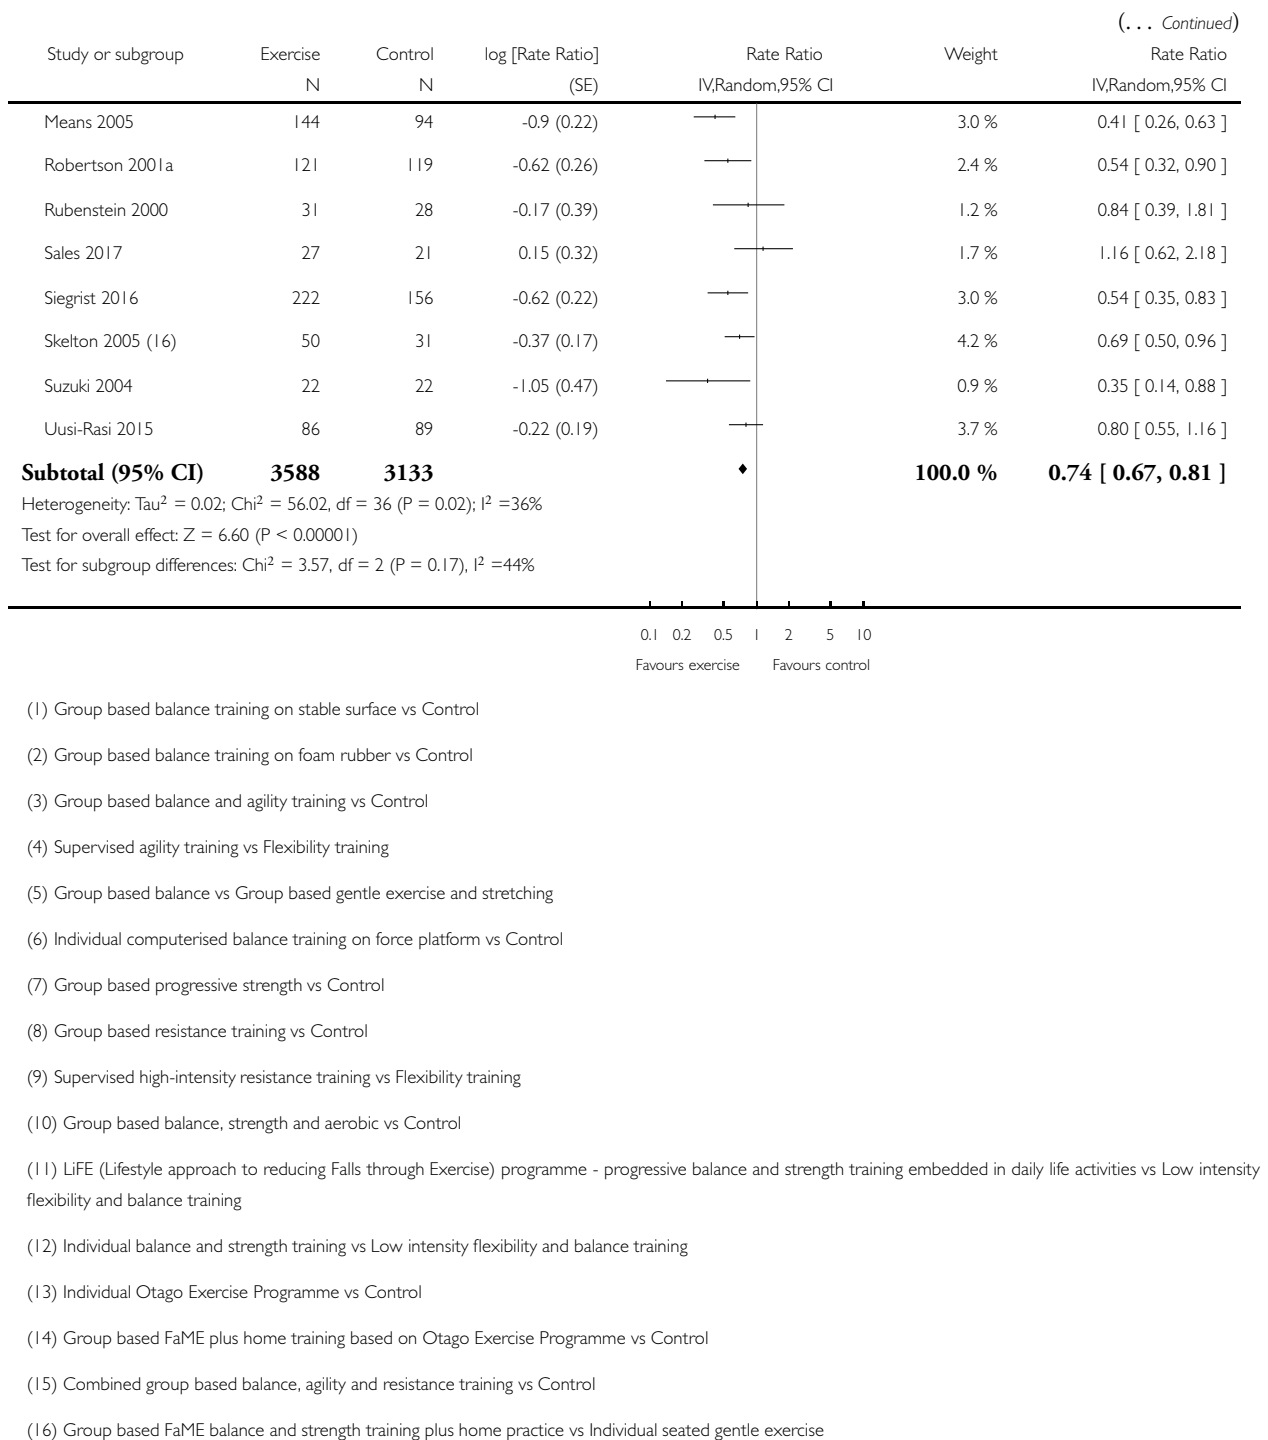 (... Continued)
Study or subgroup Exercise Control log [Rate Ratio] Rate Ratio Weight Rate Ratio
N N (SE) IV,Random,95% CI IV,Random,95% CI
Means 2005 144 94 -0.9 (0.22) 3.0 % 0.41 [ 0.26, 0.63 ]
Robertson 2001a 121 119 -0.62 (0.26) 2.4 % 0.54 [ 0.32, 0.90 ]
Rubenstein 2000 31 28 -0.17 (0.39) 1.2 % 0.84 [ 0.39, 1.81 ]
Sales 2017 27 21 0.15 (0.32) 1.7 % 1.16 [ 0.62, 2.18 ]
Siegrist 2016 222 156 -0.62 (0.22) 3.0 % 0.54 [ 0.35, 0.83 ]
Skelton 2005 (16) 50 31 -0.37 (0.17) 4.2 % 0.69 [ 0.50, 0.96 ]
Suzuki 2004 22 22 -1.05 (0.47) 0.9 % 0.35 [ 0.14, 0.88 ]
Uusi-Rasi 2015 86 89 -0.22 (0.19) 3.7 % 0.80 [ 0.55, 1.16 ]
Subtotal (95% CI) 3588 3133 100.0 % 0.74 [ 0.67, 0.81 ]
Heterogeneity: Tau² = 0.02; Chi² = 56.02, df = 36 (P = 0.02); I² =36%
Test for overall effect: Z = 6.60 (P < 0.00001)
Test for subgroup differences: Chi² = 3.57, df = 2 (P = 0.17), I² =44%
0.1 0.2 0.5 1 2 5 10
Favours exercise Favours control
(1) Group based balance training on stable surface vs Control
(2) Group based balance training on foam rubber vs Control
(3) Group based balance and agility training vs Control
(4) Supervised agility training vs Flexibility training
(5) Group based balance vs Group based gentle exercise and stretching
(6) Individual computerised balance training on force platform vs Control
(7) Group based progressive strength vs Control
(8) Group based resistance training vs Control
(9) Supervised high-intensity resistance training vs Flexibility training
(10) Group based balance, strength and aerobic vs Control
(11) LiFE (Lifestyle approach to reducing Falls through Exercise) programme - progressive balance and strength training embedded in daily life activities vs Low intensity
flexibility and balance training
(12) Individual balance and strength training vs Low intensity flexibility and balance training
(13) Individual Otago Exercise Programme vs Control
(14) Group based FaME plus home training based on Otago Exercise Programme vs Control
(15) Combined group based balance, agility and resistance training vs Control
(16) Group based FaME balance and strength training plus home practice vs Individual seated gentle exercise